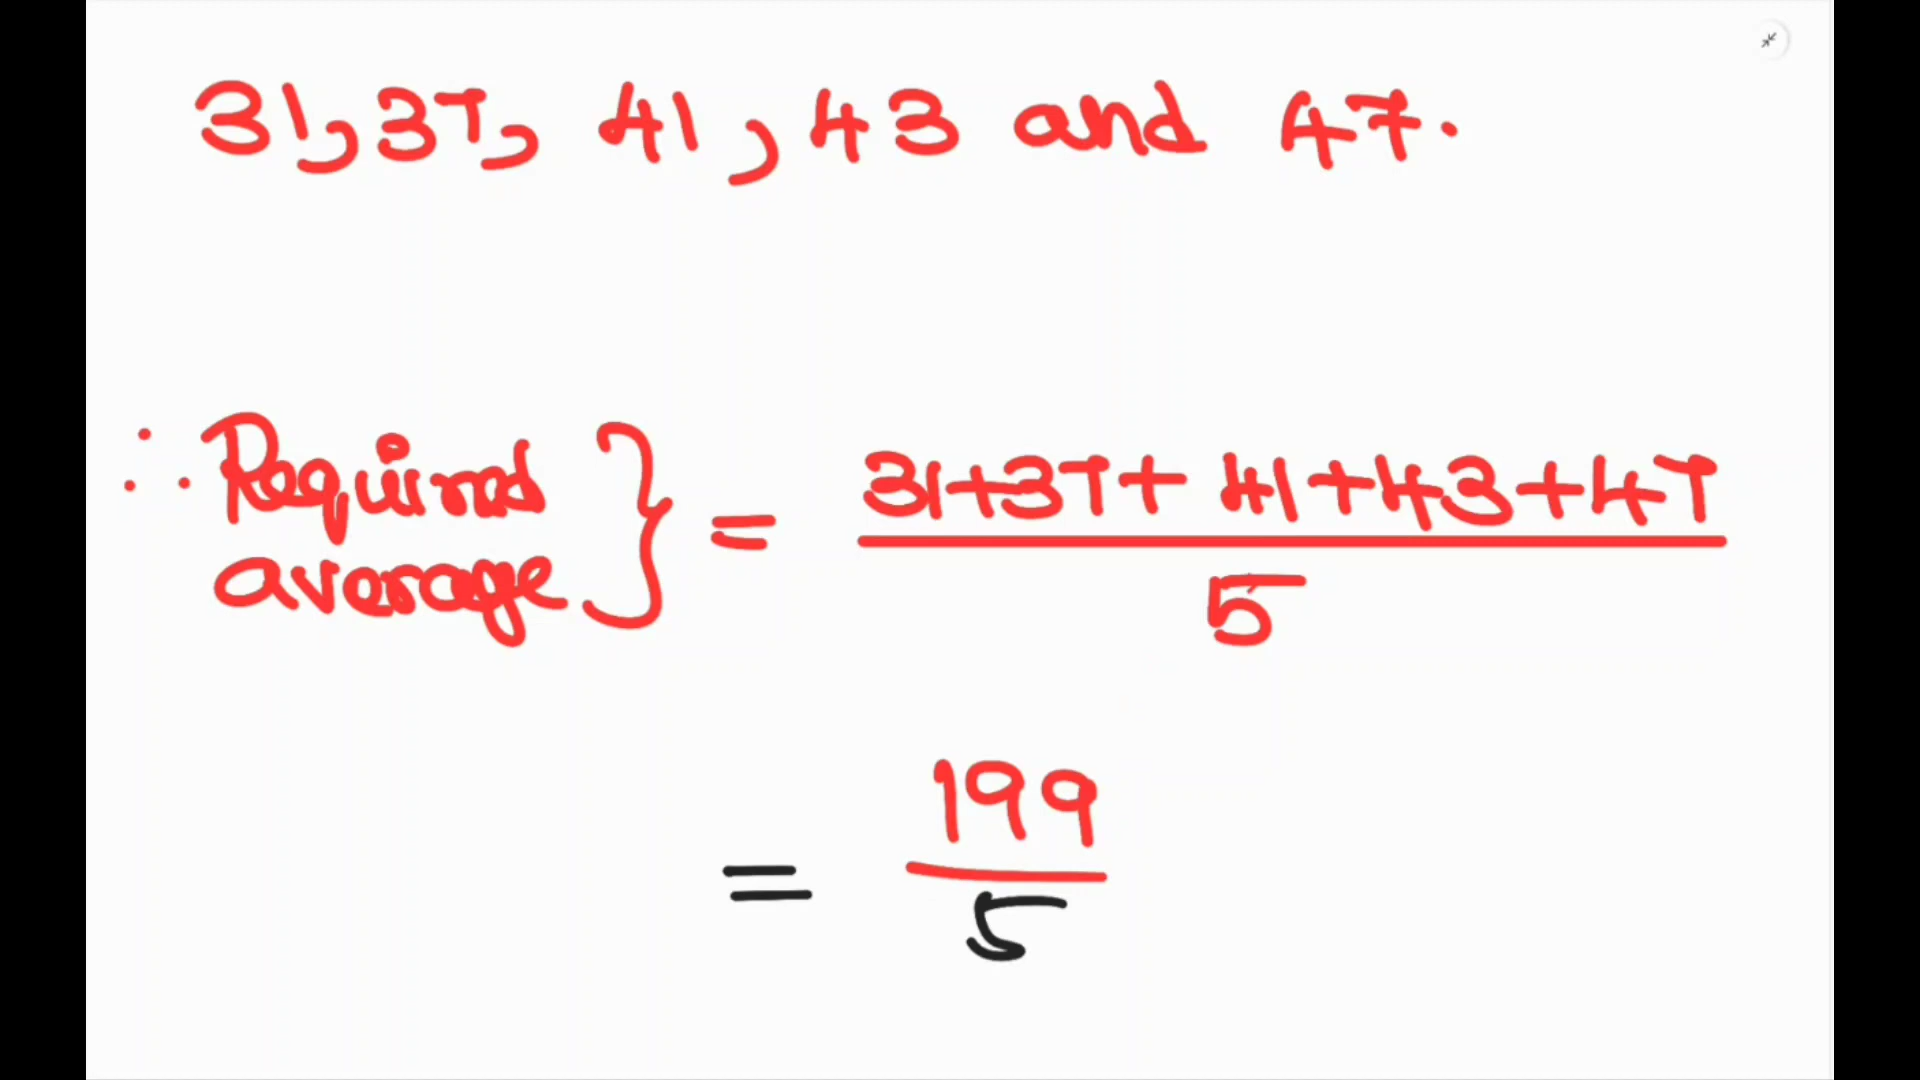 31, 37, 41, 43 and 47.
∴ Required average } = 31+37+41+43+47 / 5
= 199 / 5